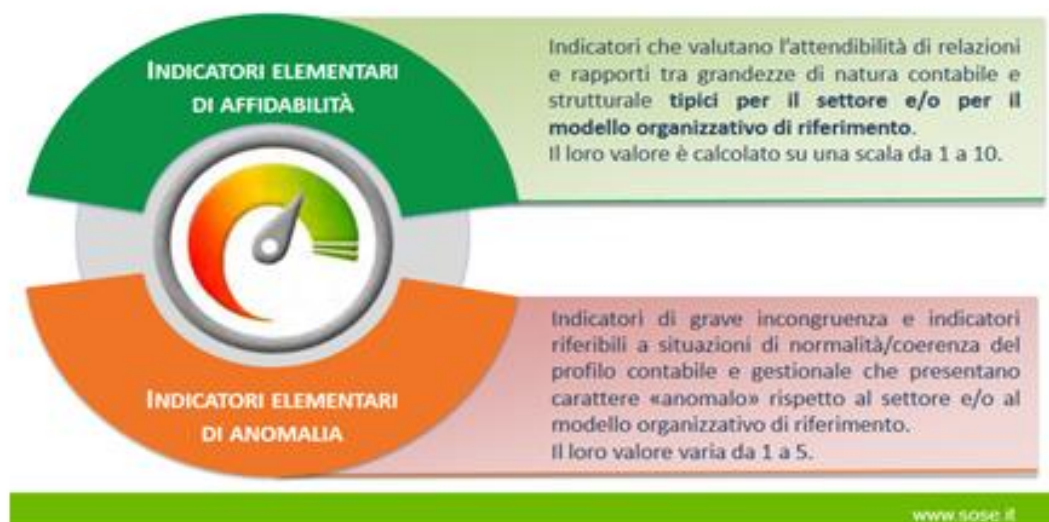 INDICATORI ELEMENTARI
DI AFFIDABILITÀ
Indicatori che valutano l'attendibilità di relazioni
e rapporti tra grandezze di natura contabile e
strutturale tipici per il settore e/o per il
modello organizzativo di riferimento.
Il loro valore è calcolato su una scala da 1 a 10.
INDICATORI ELEMENTARI
DI ANOMALIA
Indicatori di grave incongruenza e indicatori
riferibili a situazioni di normalità/coerenza del
profilo contabile e gestionale che presentano
carattere «anomalo» rispetto al settore e/o al
modello organizzativo di riferimento.
Il loro valore varia da 1 a 5.
www.sose.it